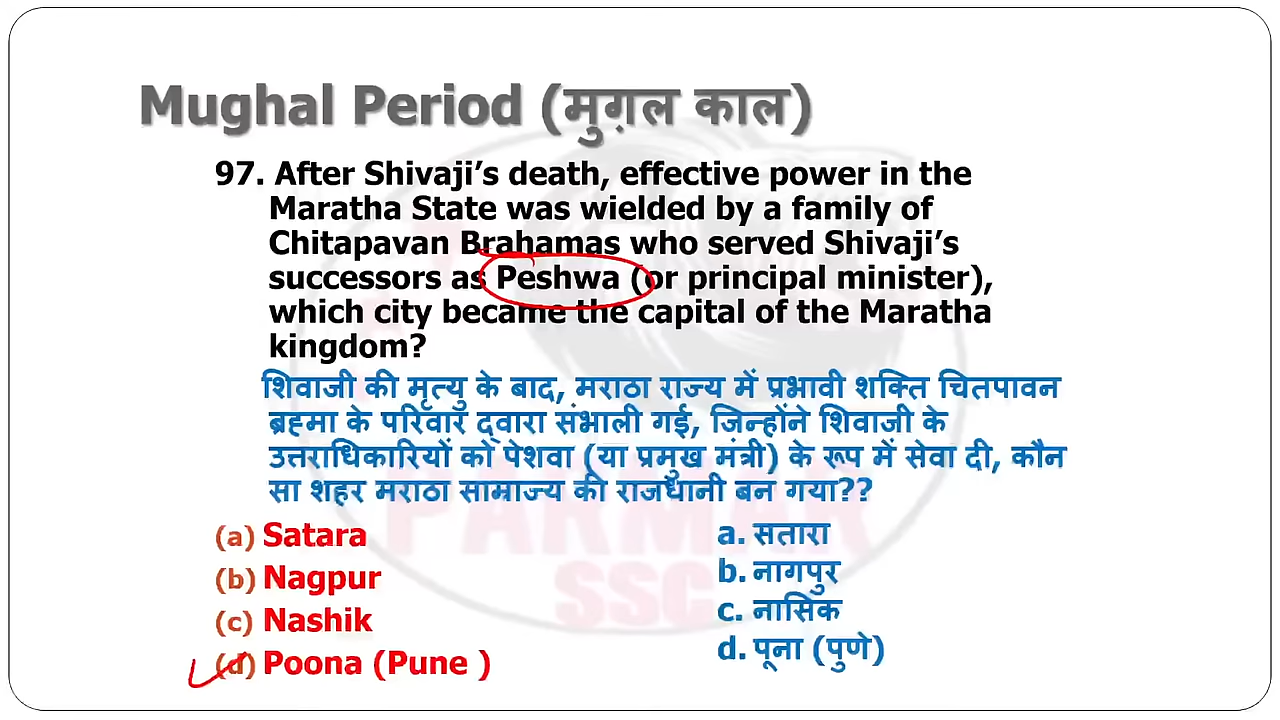 Mughal Period (मुग़ल काल)
97. After Shivaji’s death, effective power in the
Maratha State was wielded by a family of
Chitapavan Brahamas who served Shivaji’s
successors as Peshwa (or principal minister),
which city became the capital of the Maratha
kingdom?
शिवाजी की मृत्यु के बाद, मराठा राज्य में प्रभावी शक्ति चितपावन
ब्रह्मा के परिवार द्वारा संभाली गई, जिन्होंने शिवाजी के
उत्तराधिकारियों को पेशवा (या प्रमुख मंत्री) के रूप में सेवा दी, कौन
सा शहर मराठा साम्राज्य की राजधानी बन गया??
(a) Satara
(b) Nagpur
(c) Nashik
(d) Poona (Pune )
a. सतारा
b. नागपुर
c. नासिक
d. पूना (पुणे)
PARMAR
SSC